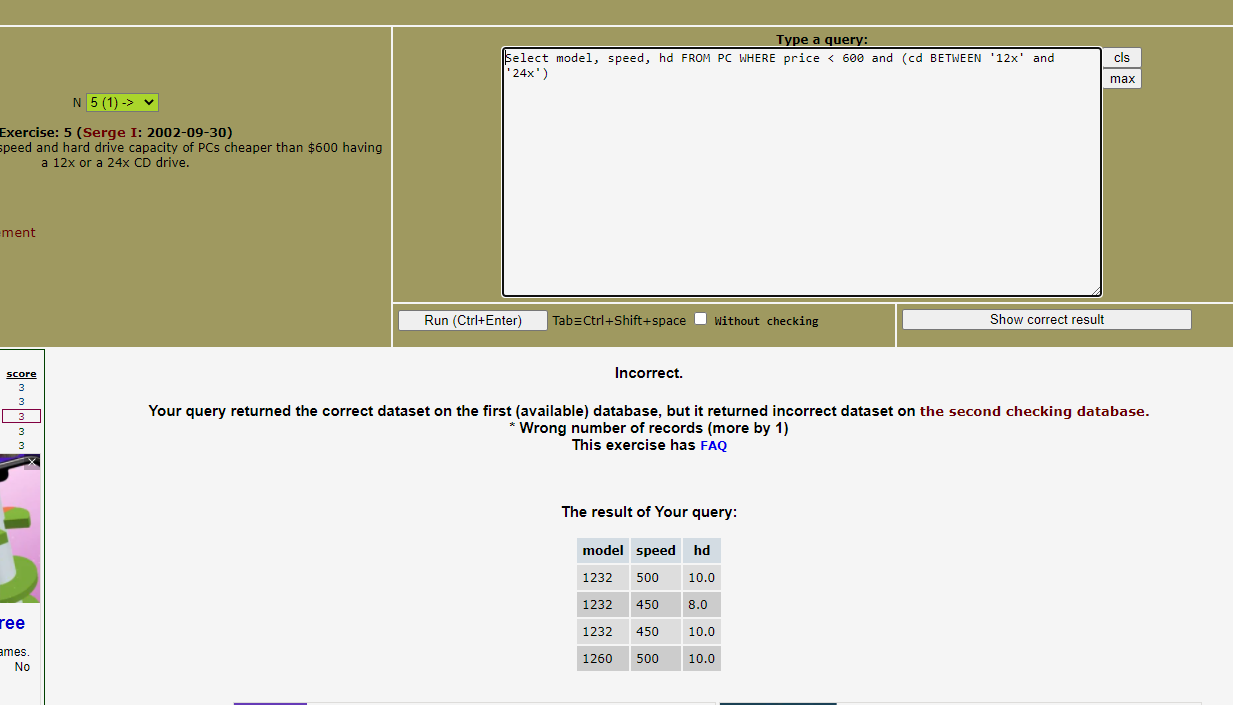 Type a query:
Select model, speed, hd FROM PC WHERE price < 600 and (cd BETWEEN '12x' and
'24x')
cls
max
N 5 (1) ->
Exercise: 5 (Serge I: 2002-09-30)
speed and hard drive capacity of PCs cheaper than $600 having
a 12x or a 24x CD drive.
Run (Ctrl+Enter) Tab≡Ctrl+Shift+space Without checking
Show correct result
score
3
3
3
3
3
Incorrect.
Your query returned the correct dataset on the first (available) database, but it returned incorrect dataset on the second checking database.
* Wrong number of records (more by 1)
This exercise has FAQ
The result of Your query:
model speed hd
1232 500 10.0
1232 450 8.0
1232 450 10.0
1260 500 10.0
No